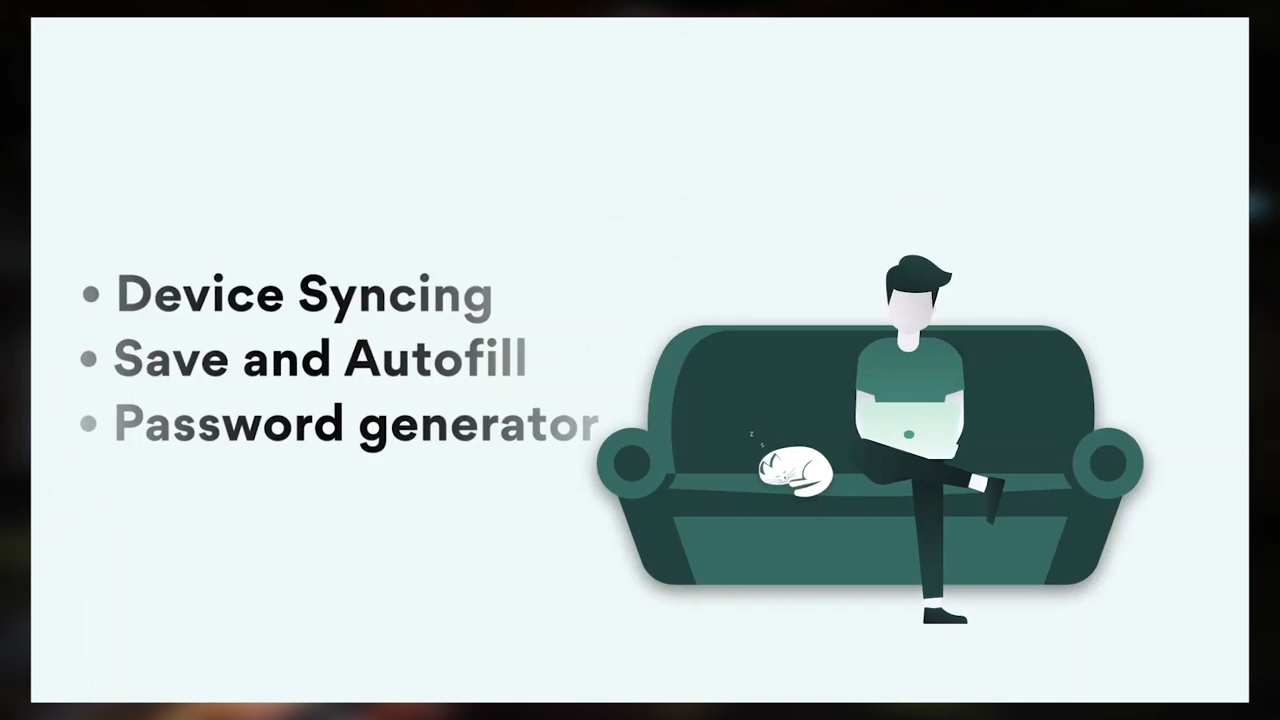 • Device Syncing
• Save and Autofill
• Password generator
z
z